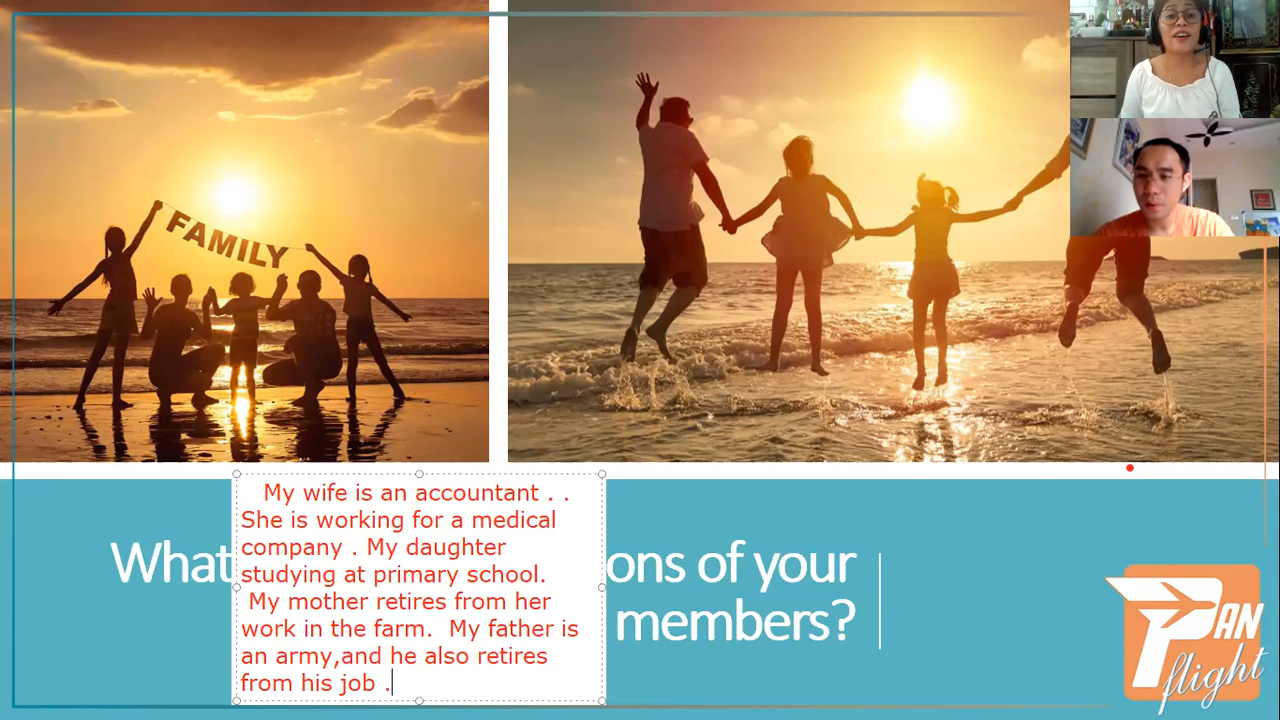 FAMILY
My wife is an accountant . .
She is working for a medical
company . My daughter
studying at primary school.
My mother retires from her
work in the farm.  My father is
an army,and he also retires
from his job .
What
ons of your
members?
PAN
flight